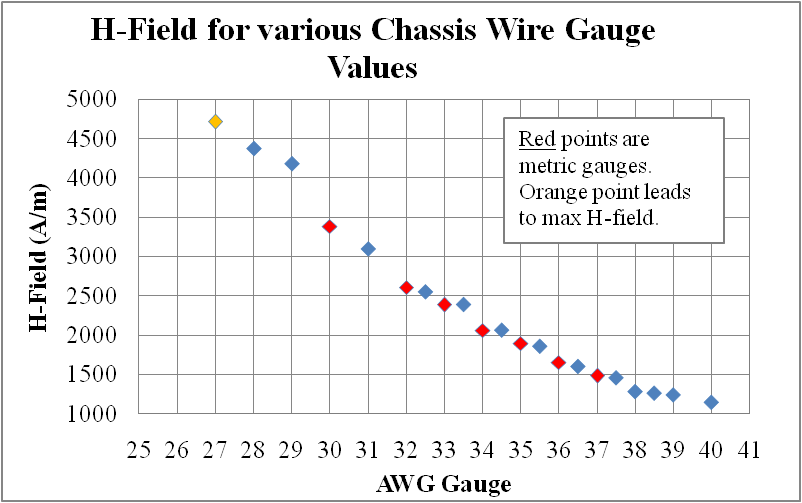 H-Field for various Chassis Wire Gauge
Values
H-Field (A/m)
5000
4500
4000
3500
3000
2500
2000
1500
1000
Red points are
metric gauges.
Orange point leads
to max H-field.
25 26 27 28 29 30 31 32 33 34 35 36 37 38 39 40 41
AWG Gauge